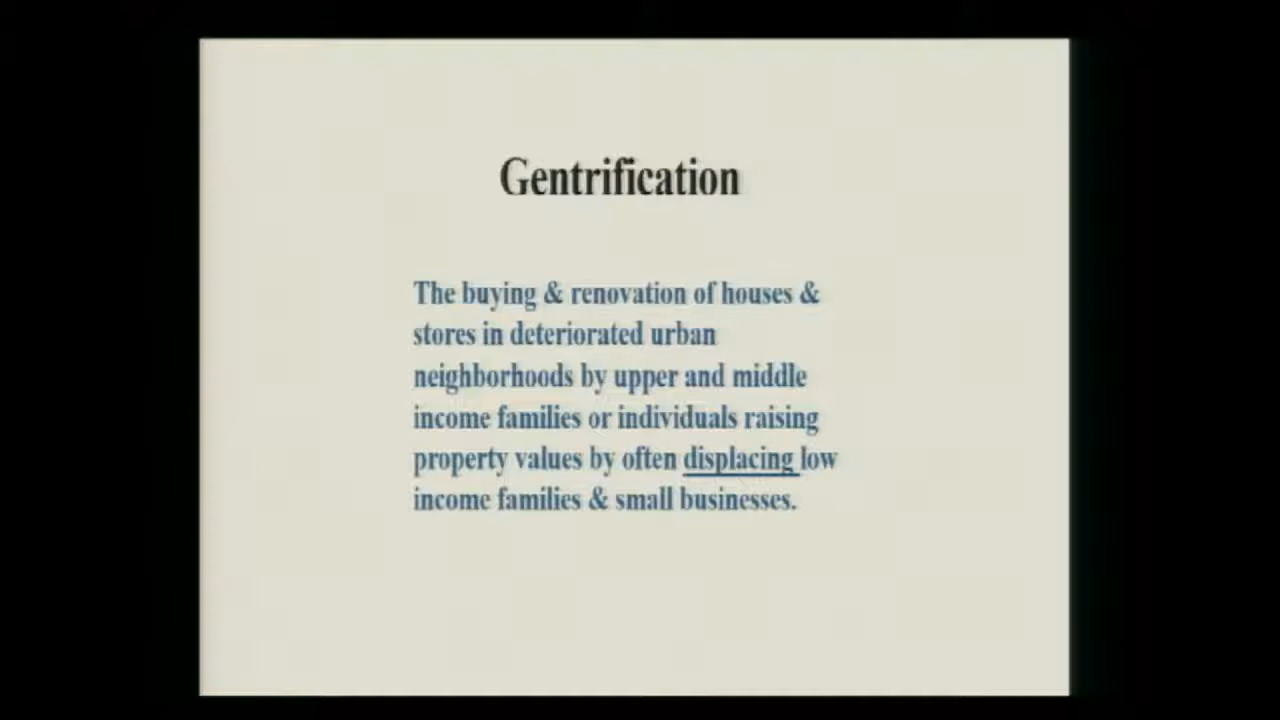 Gentrification
The buying & renovation of houses &
stores in deteriorated urban
neighborhoods by upper and middle
income families or individuals raising
property values by often displacing low
income families & small businesses.